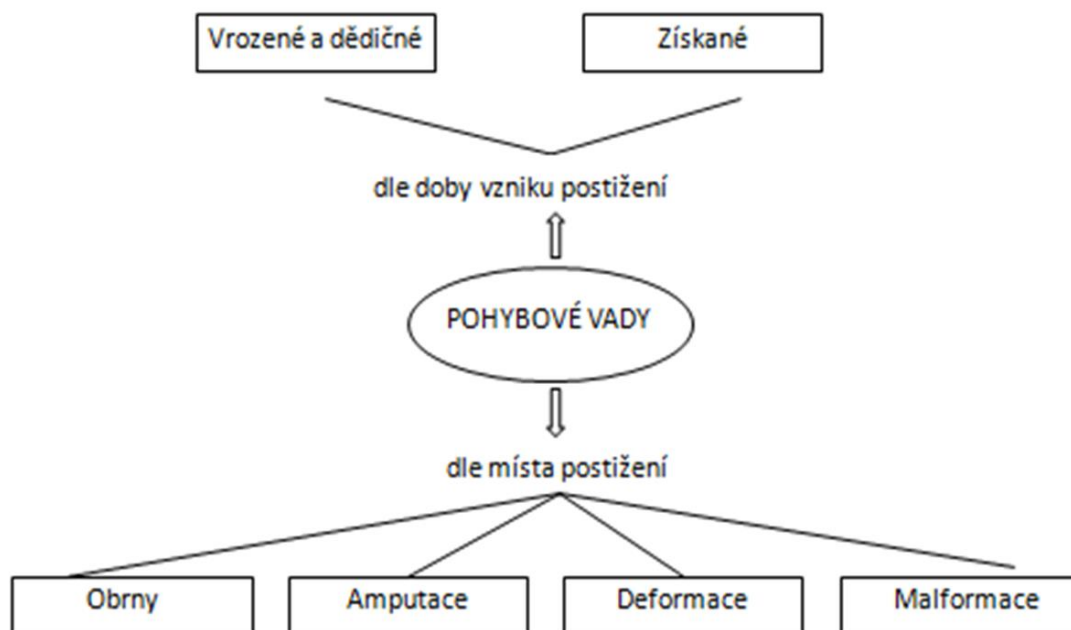 Vrozené a dědičné
Získané
dle doby vzniku postižení
POHYBOVÉ VADY
dle místa postižení
Obrny
Amputace
Deformace
Malformace